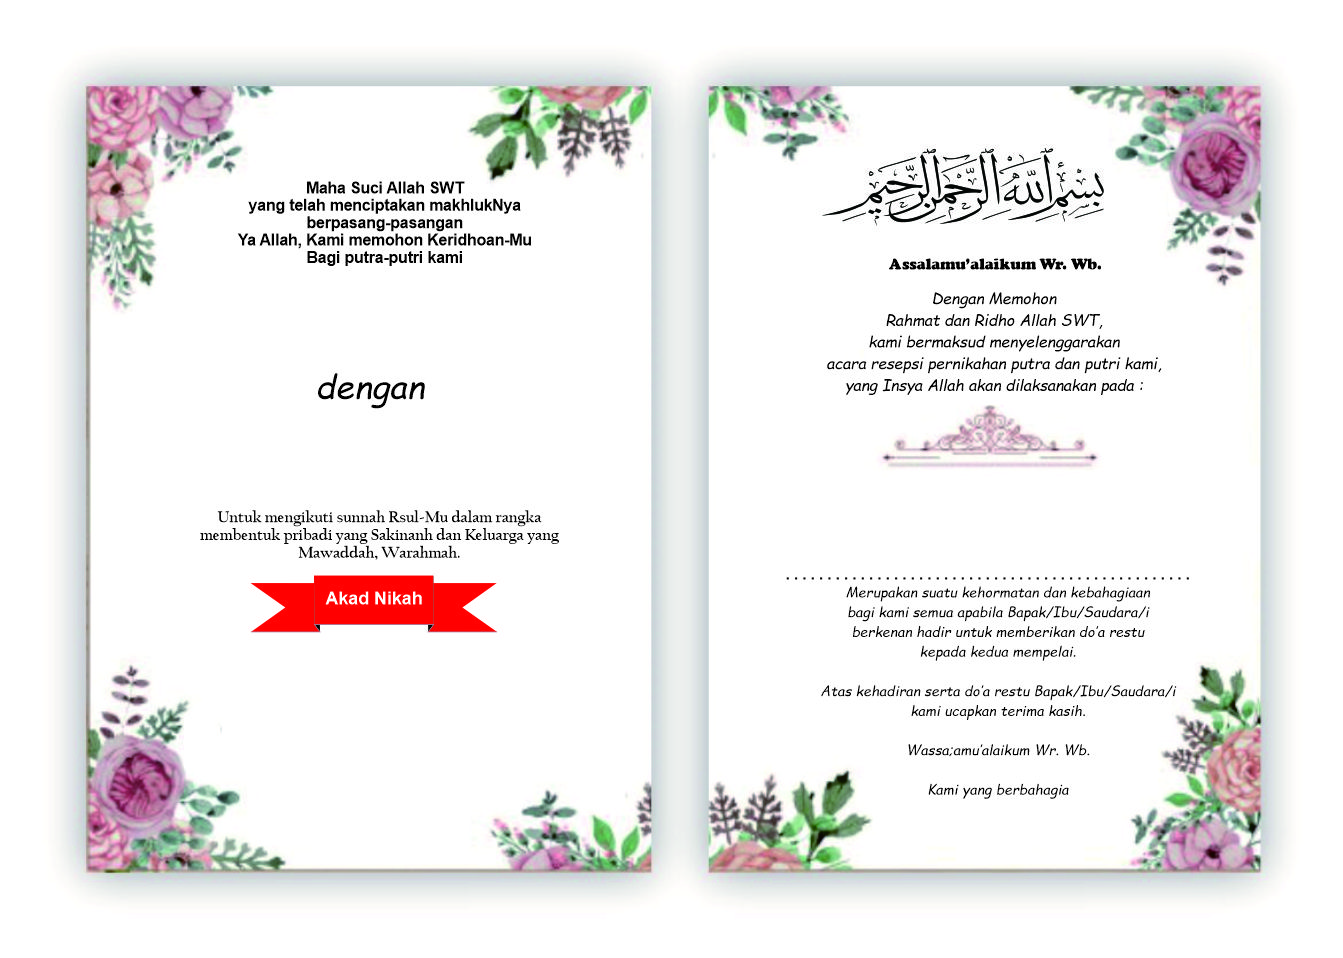 Maha Suci Allah SWT
yang telah menciptakan makhlukNya
berpasang-pasangan
Ya Allah, Kami memohon Keridhoan-Mu
Bagi putra-putri kami
dengan
Untuk mengikuti sunnah Rsul-Mu dalam rangka
membentuk pribadi yang Sakinanh dan Keluarga yang
Mawaddah, Warahmah.
Akad Nikah
بِسْمِ اللَّهِ الرَّحْمَٰنِ الرَّحِيمِ
Assalamu’alaikum Wr. Wb.
Dengan Memohon
Rahmat dan Ridho Allah SWT,
kami bermaksud menyelenggarakan
acara resepsi pernikahan putra dan putri kami,
yang Insya Allah akan dilaksanakan pada :
................................................
Merupakan suatu kehormatan dan kebahagiaan
bagi kami semua apabila Bapak/Ibu/Saudara/i
berkenan hadir untuk memberikan do’a restu
kepada kedua mempelai.
Atas kehadiran serta do’a restu Bapak/Ibu/Saudara/i
kami ucapkan terima kasih.
Wassa;amu’alaikum Wr. Wb.
Kami yang berbahagia